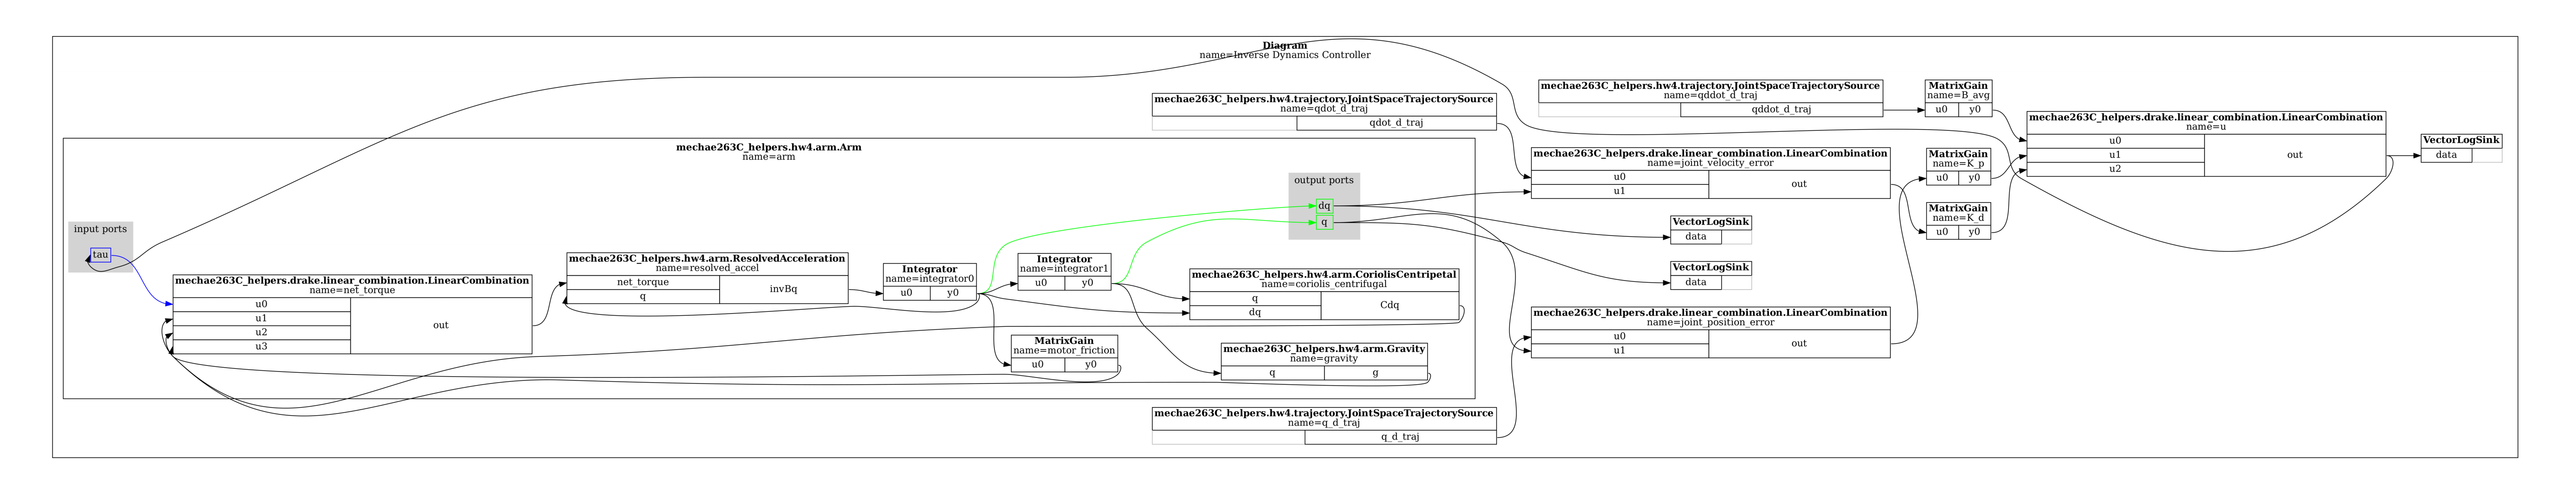 Diagram
name=Inverse Dynamics Controller
mechae263C_helpers.hw4.trajectory.JointSpaceTrajectorySource
name=qddot_d_traj
qddot_d_traj
MatrixGain
name=B_avg
u0 y0
mechae263C_helpers.hw4.trajectory.JointSpaceTrajectorySource
name=qdot_d_traj
qdot_d_traj
mechae263C_helpers.drake.linear_combination.LinearCombination
name=u
u0
u1
u2
out
VectorLogSink
data
mechae263C_helpers.hw4.arm.Arm
name=arm
mechae263C_helpers.drake.linear_combination.LinearCombination
name=joint_velocity_error
u0
u1
out
MatrixGain
name=K_p
u0 y0
MatrixGain
name=K_d
u0 y0
output ports
dq
q
VectorLogSink
data
VectorLogSink
data
input ports
tau
mechae263C_helpers.drake.linear_combination.LinearCombination
name=net_torque
u0
u1
u2
u3
out
mechae263C_helpers.hw4.arm.ResolvedAcceleration
name=resolved_accel
net_torque
q
invBq
Integrator
name=integrator0
u0 y0
Integrator
name=integrator1
u0 y0
mechae263C_helpers.hw4.arm.CoriolisCentripetal
name=coriolis_centrifugal
q
dq
Cdq
mechae263C_helpers.drake.linear_combination.LinearCombination
name=joint_position_error
u0
u1
out
MatrixGain
name=motor_friction
u0 y0
mechae263C_helpers.hw4.arm.Gravity
name=gravity
q g
mechae263C_helpers.hw4.trajectory.JointSpaceTrajectorySource
name=q_d_traj
q_d_traj